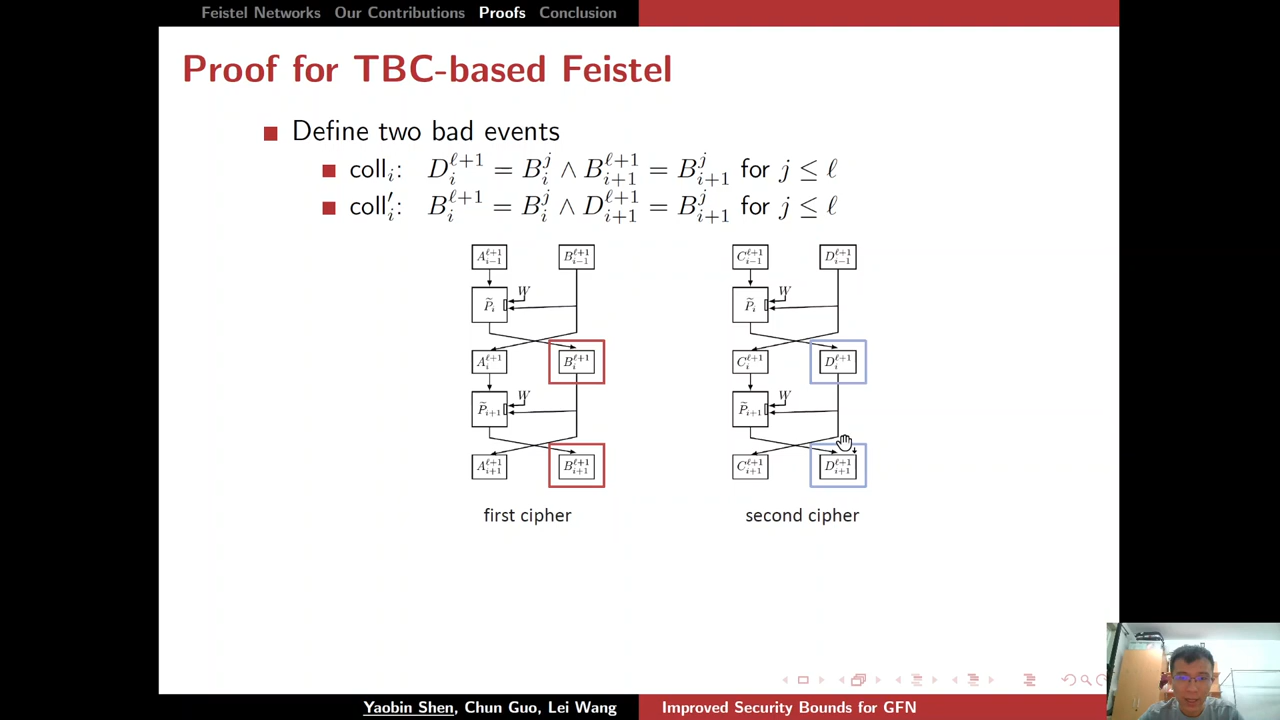 Feistel Networks Our Contributions Proofs Conclusion
Proof for TBC-based Feistel
Define two bad events
coll_i: D_i^{ℓ+1} = B_i^j ∧ B_{i+1}^{ℓ+1} = B_{i+1}^j for j ≤ ℓ
coll′_i: B_i^{ℓ+1} = B_i^j ∧ D_{i+1}^{ℓ+1} = B_{i+1}^j for j ≤ ℓ
A_{i−1}^{ℓ+1} B_{i−1}^{ℓ+1} C_{i−1}^{ℓ+1} D_{i−1}^{ℓ+1}
W W
P̃_i P̃_i
A_i^{ℓ+1} B_i^{ℓ+1} C_i^{ℓ+1} D_i^{ℓ+1}
W W
P̃_{i+1} P̃_{i+1}
A_{i+1}^{ℓ+1} B_{i+1}^{ℓ+1} C_{i+1}^{ℓ+1} D_{i+1}^{ℓ+1}
first cipher second cipher
Yaobin Shen, Chun Guo, Lei Wang Improved Security Bounds for GFN